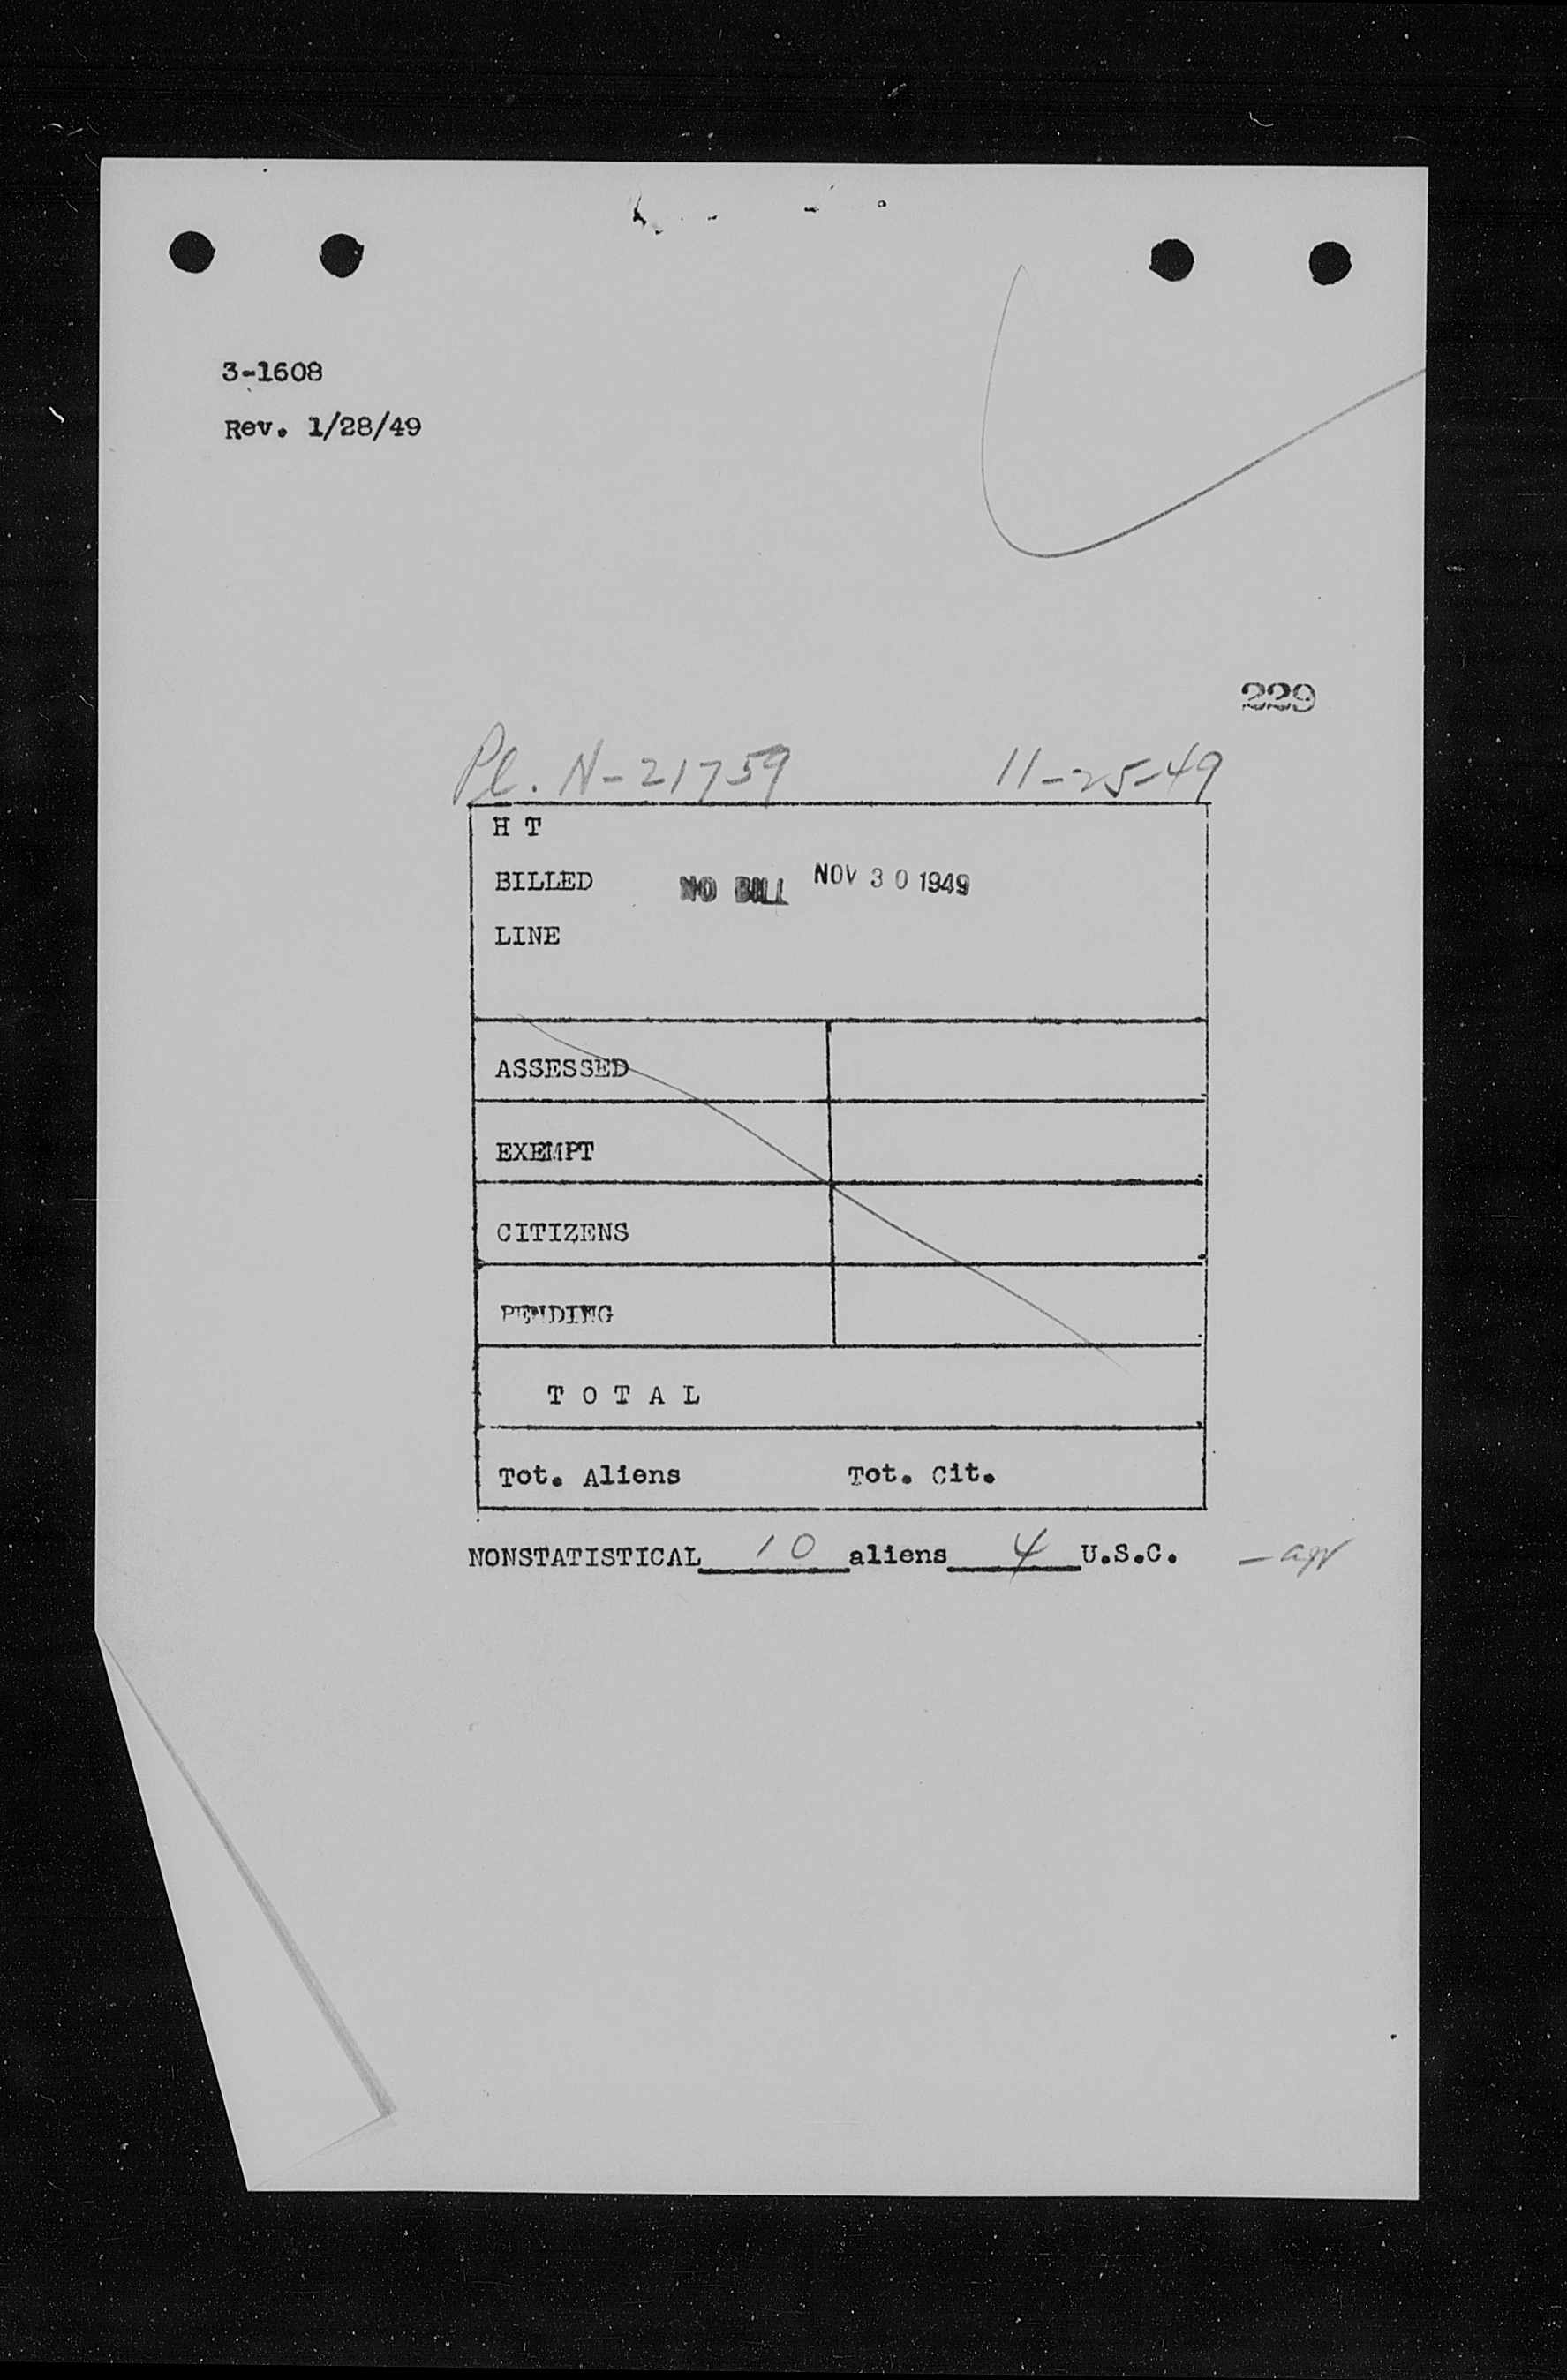 3-1608
Rev. 1/28/49
229
Pl. N-21759 11-25-49
H T
BILLED NO BILL NOV 30 1949
LINE
ASSESSED
EXEMPT
CITIZENS
PENDING
T O T A L
Tot. Aliens Tot. Cit.
NONSTATISTICAL 10 aliens 4 U.S.C.